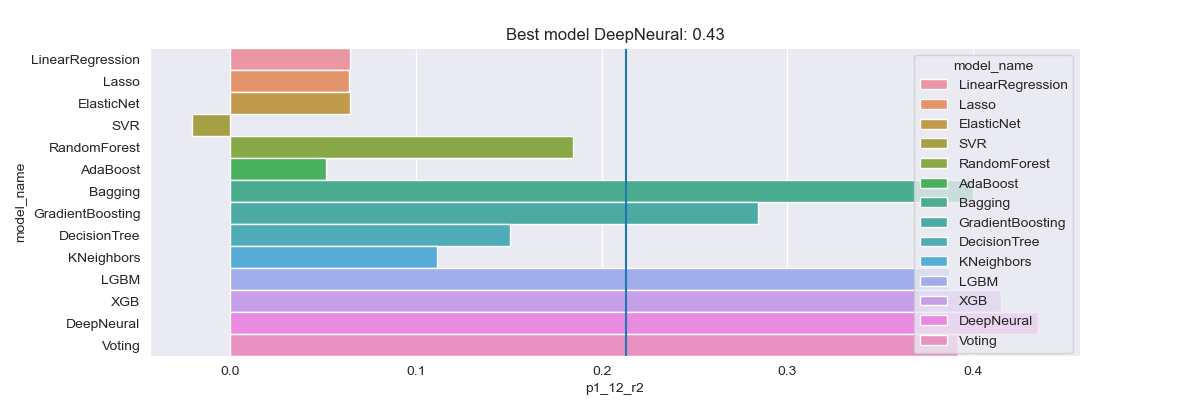 Best model DeepNeural: 0.43
LinearRegression
Lasso
ElasticNet
SVR
RandomForest
AdaBoost
Bagging
GradientBoosting
DecisionTree
KNeighbors
LGBM
XGB
DeepNeural
Voting
model_name
model_name
LinearRegression
Lasso
ElasticNet
SVR
RandomForest
AdaBoost
Bagging
GradientBoosting
DecisionTree
KNeighbors
LGBM
XGB
DeepNeural
Voting
0.0 0.1 0.2 0.3 0.4
p1_12_r2